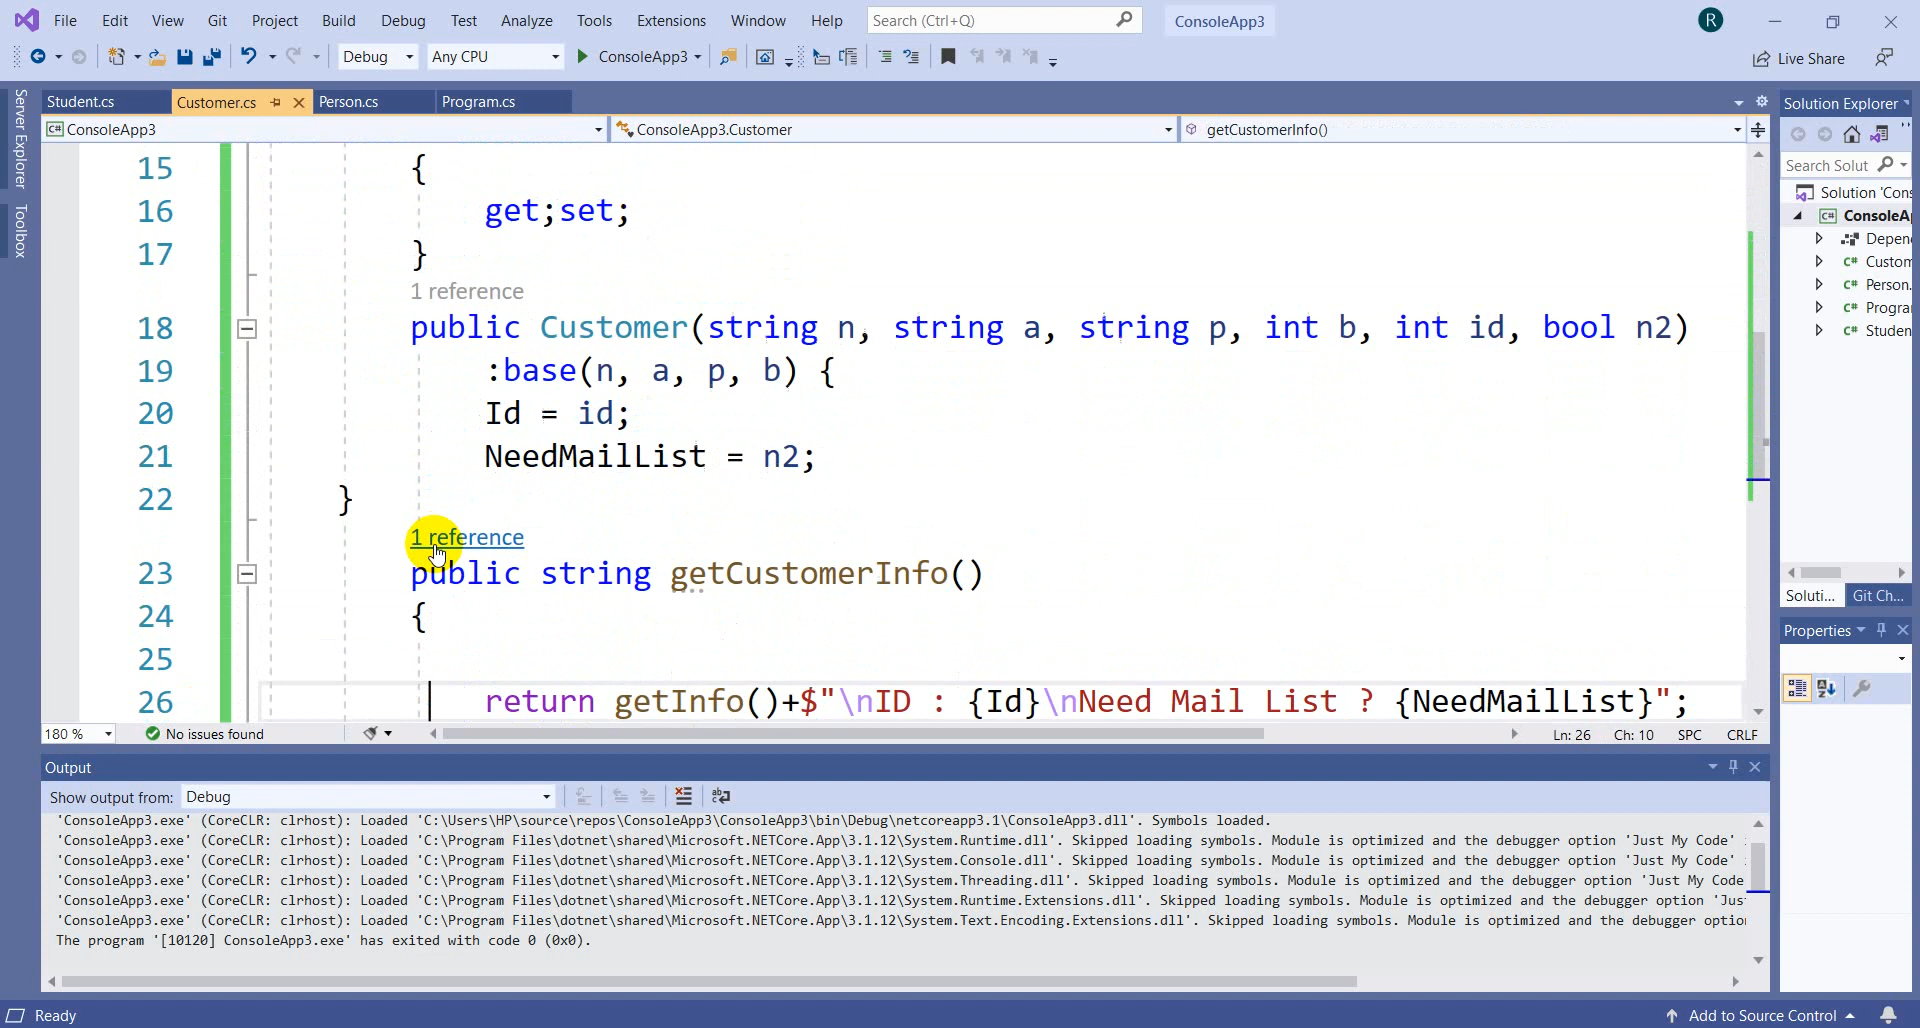 File Edit View Git Project Build Debug Test Analyze Tools Extensions Window Help Search (Ctrl+Q) ConsoleApp3 R
Debug Any CPU ConsoleApp3 Live Share
Student.cs Customer.cs Person.cs Program.cs
C# ConsoleApp3 ConsoleApp3.Customer getCustomerInfo()
Server Explorer
Toolbox
15 {
16 get;set;
17 }
1 reference
18 public Customer(string n, string a, string p, int b, int id, bool n2)
19 :base(n, a, p, b) {
20 Id = id;
21 NeedMailList = n2;
22 }
1 reference
23 public string getCustomerInfo()
24 {
25
26 return getInfo()+$"\nID : {Id}\nNeed Mail List ? {NeedMailList}";
180 % No issues found Ln: 26 Ch: 10 SPC CRLF
Output
Show output from: Debug
'ConsoleApp3.exe' (CoreCLR: clrhost): Loaded 'C:\Users\HP\source\repos\ConsoleApp3\ConsoleApp3\bin\Debug\netcoreapp3.1\ConsoleApp3.dll'. Symbols loaded.
'ConsoleApp3.exe' (CoreCLR: clrhost): Loaded 'C:\Program Files\dotnet\shared\Microsoft.NETCore.App\3.1.12\System.Runtime.dll'. Skipped loading symbols. Module is optimized and the debugger option 'Just My Code'
'ConsoleApp3.exe' (CoreCLR: clrhost): Loaded 'C:\Program Files\dotnet\shared\Microsoft.NETCore.App\3.1.12\System.Console.dll'. Skipped loading symbols. Module is optimized and the debugger option 'Just My Code'
'ConsoleApp3.exe' (CoreCLR: clrhost): Loaded 'C:\Program Files\dotnet\shared\Microsoft.NETCore.App\3.1.12\System.Threading.dll'. Skipped loading symbols. Module is optimized and the debugger option 'Just My Code
'ConsoleApp3.exe' (CoreCLR: clrhost): Loaded 'C:\Program Files\dotnet\shared\Microsoft.NETCore.App\3.1.12\System.Runtime.Extensions.dll'. Skipped loading symbols. Module is optimized and the debugger option 'Jus
'ConsoleApp3.exe' (CoreCLR: clrhost): Loaded 'C:\Program Files\dotnet\shared\Microsoft.NETCore.App\3.1.12\System.Text.Encoding.Extensions.dll'. Skipped loading symbols. Module is optimized and the debugger optio
The program '[10120] ConsoleApp3.exe' has exited with code 0 (0x0).
Solution Explorer
Search Solut
Solution 'Cons
C# ConsoleA
Depen
C# Custom
C# Person.
C# Progra
C# Studen
Soluti... Git Ch...
Properties
Ready Add to Source Control